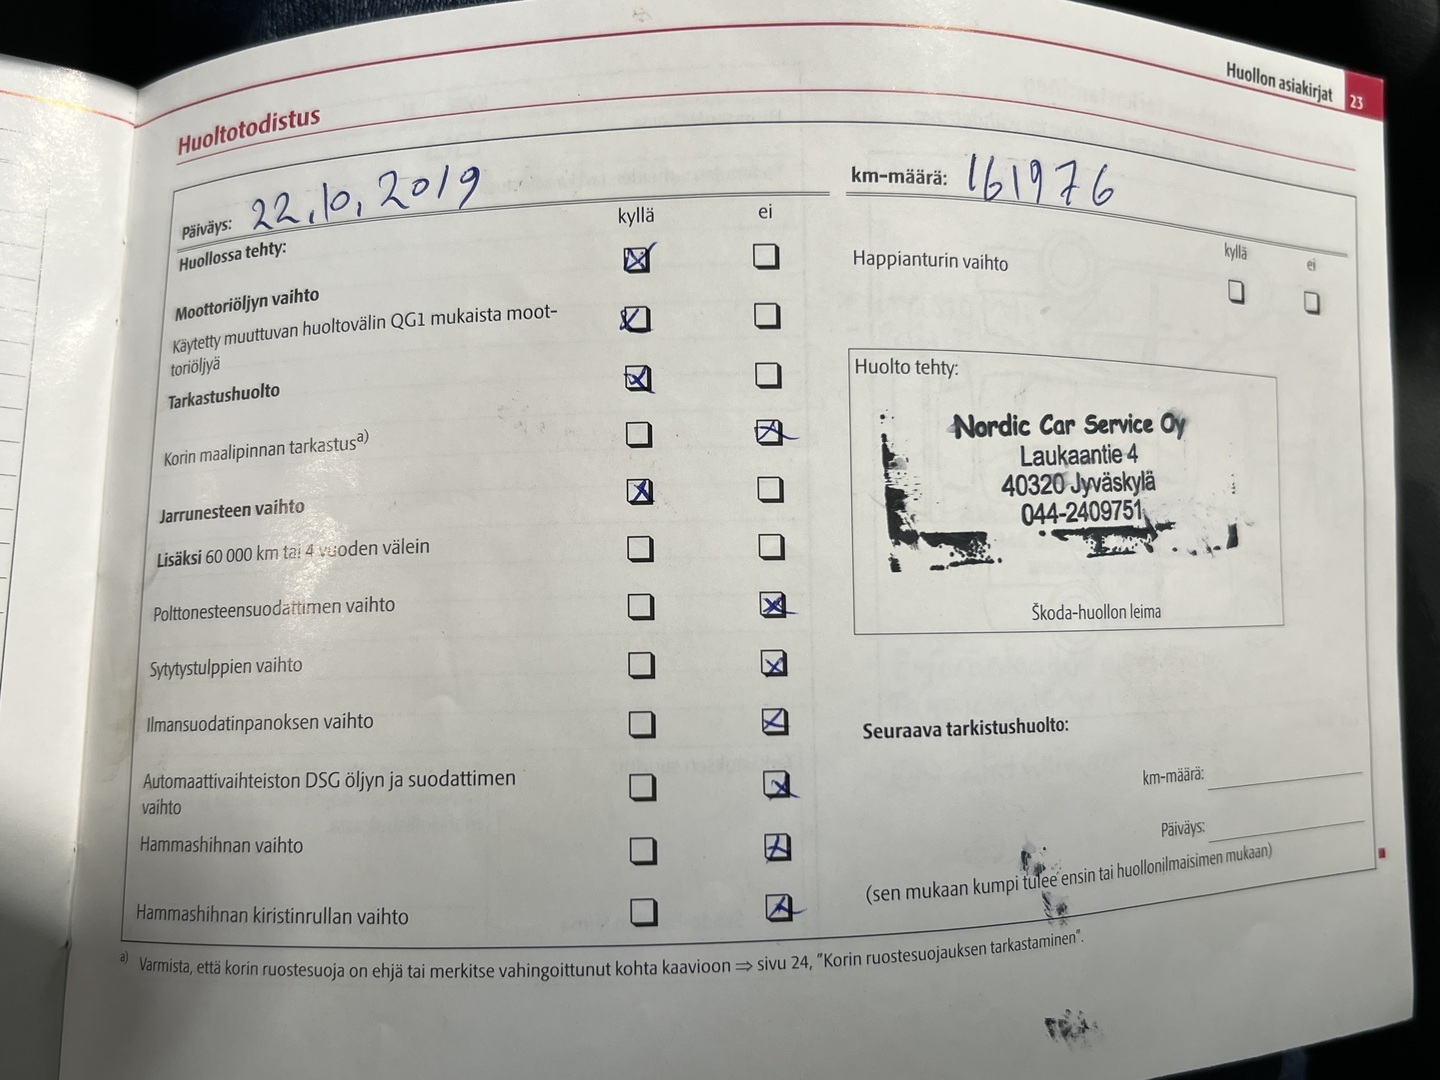 Huollon asiakirjat 23
Huoltotodistus
Päiväys: 22.10.2019
km-määrä: 161976
kyllä ei
Huollossa tehty:
Moottoriöljyn vaihto
Käytetty muuttuvan huoltovälin QG1 mukaista moot-
toriöljyä
Tarkastushuolto
Korin maalipinnan tarkastusa)
Jarrunesteen vaihto
Lisäksi 60 000 km tai 4 vuoden välein
Polttonesteensuodattimen vaihto
Sytytystulppien vaihto
Ilmansuodatinpanoksen vaihto
Automaattivaihteiston DSG öljyn ja suodattimen
vaihto
Hammashihnan vaihto
Hammashihnan kiristinrullan vaihto
kyllä ei
Happianturin vaihto
Huolto tehty:
Nordic Car Service Oy
Laukaantie 4
40320 Jyväskylä
044-2409751
Škoda-huollon leima
Seuraava tarkistushuolto:
km-määrä:
Päiväys:
(sen mukaan kumpi tulee ensin tai huollonilmaisimen mukaan)
a) Varmista, että korin ruostesuoja on ehjä tai merkitse vahingoittunut kohta kaavioon ⇒ sivu 24, "Korin ruostesuojauksen tarkastaminen".